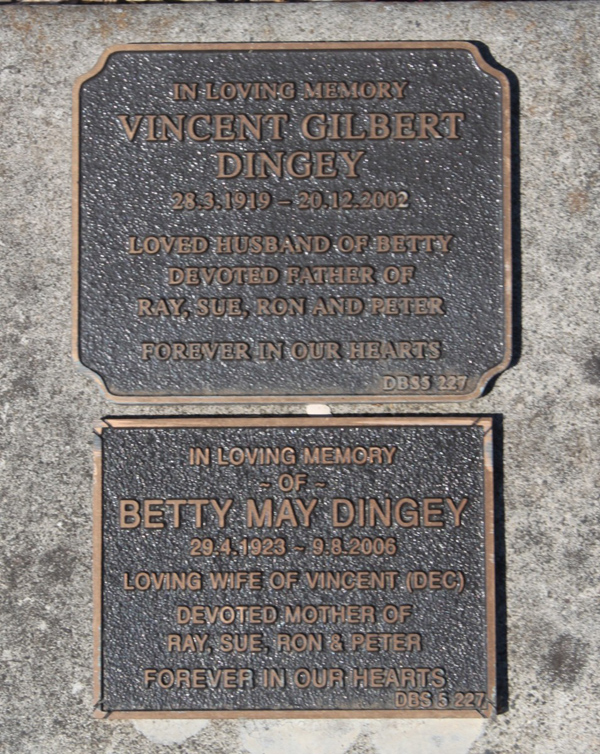 IN LOVING MEMORY
VINCENT GILBERT
DINGEY
28.3.1919 – 20.12.2002
LOVED HUSBAND OF BETTY
DEVOTED FATHER OF
RAY, SUE, RON AND PETER
FOREVER IN OUR HEARTS
DBS5 227
IN LOVING MEMORY
~ OF ~
BETTY MAY DINGEY
29.4.1923 ~ 9.8.2006
LOVING WIFE OF VINCENT (DEC)
DEVOTED MOTHER OF
RAY, SUE, RON & PETER
FOREVER IN OUR HEARTS
DBS 5 227